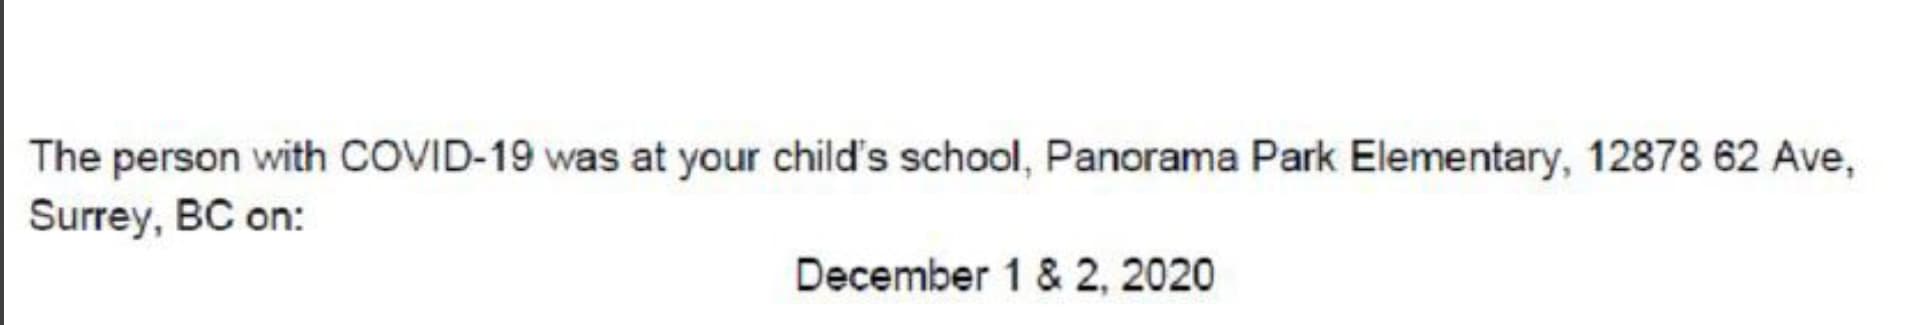 The person with COVID-19 was at your child's school, Panorama Park Elementary, 12878 62 Ave,
Surrey, BC on:
December 1 & 2, 2020